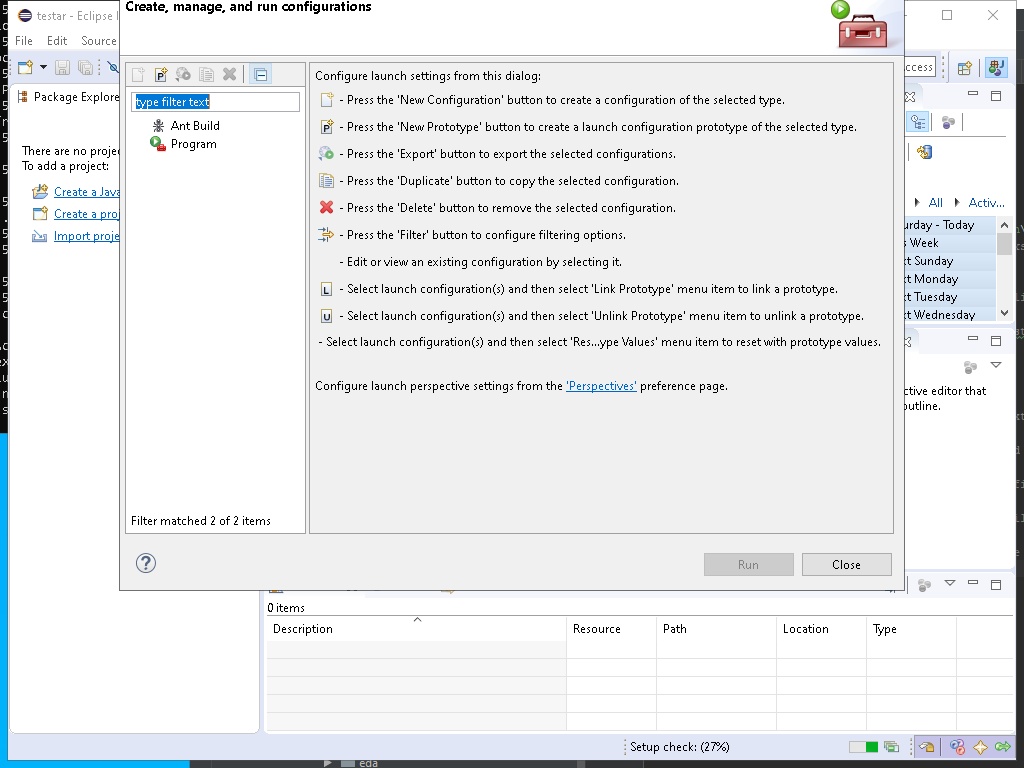 Create, manage, and run configurations
testar - Eclipse I
File Edit Source
ccess
Package Explore
type filter text
Ant Build
Program
Filter matched 2 of 2 items
Configure launch settings from this dialog:
- Press the 'New Configuration' button to create a configuration of the selected type.
P - Press the 'New Prototype' button to create a launch configuration prototype of the selected type.
- Press the 'Export' button to export the selected configurations.
- Press the 'Duplicate' button to copy the selected configuration.
- Press the 'Delete' button to remove the selected configuration.
- Press the 'Filter' button to configure filtering options.
- Edit or view an existing configuration by selecting it.
L - Select launch configuration(s) and then select 'Link Prototype' menu item to link a prototype.
U - Select launch configuration(s) and then select 'Unlink Prototype' menu item to unlink a prototype.
- Select launch configuration(s) and then select 'Res...ype Values' menu item to reset with prototype values.
Configure launch perspective settings from the 'Perspectives' preference page.
? Run Close
There are no projec
To add a project:
Create a Java
Create a proj
Import proje
All Activ...
urday - Today
s Week
xt Sunday
xt Monday
xt Tuesday
xt Wednesday
ctive editor that
outline.
0 items
Description Resource Path Location Type
Setup check: (27%)
eda